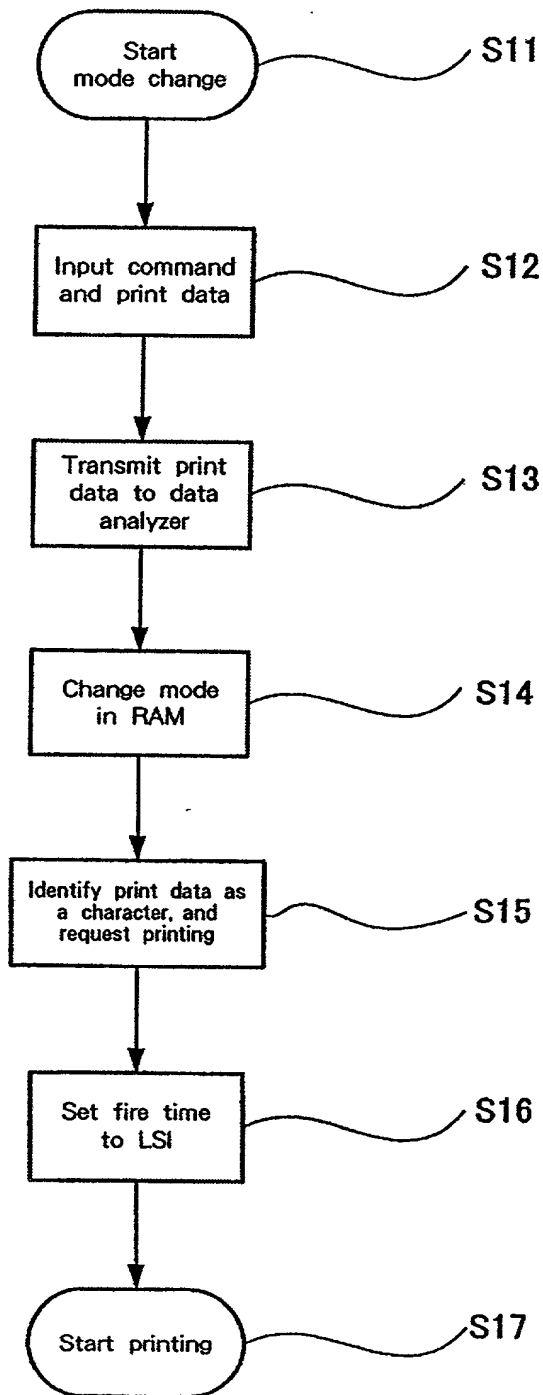 Start
mode change
S11
Input command
and print data
S12
Transmit print
data to data
analyzer
S13
Change mode
in RAM
S14
Identify print data as
a character, and
request printing
S15
Set fire time
to LSI
S16
Start printing
S17